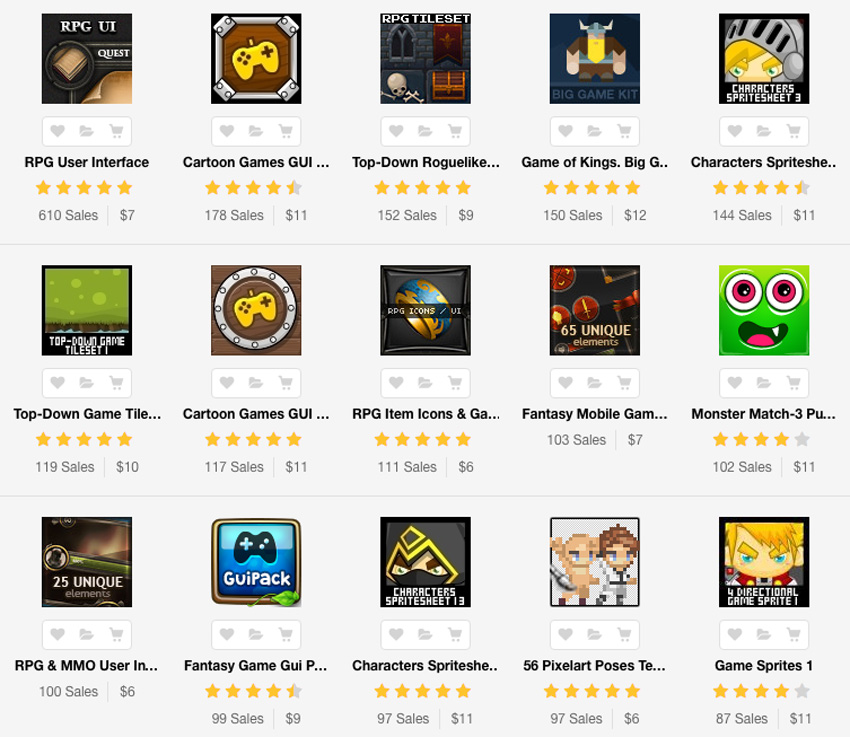 RPG UI
QUEST
RPG TILESET
BIG GAME KIT
CHARACTERS
SPRITESHEET 3
RPG User Interface
Cartoon Games GUI ...
Top-Down Roguelike...
Game of Kings. Big G..
Characters Spriteshe..
610 Sales
$7
178 Sales
$11
152 Sales
$9
150 Sales
$12
144 Sales
$11
TOP-DOWN GAME
TILESET 1
RPG ICONS / UI
65 UNIQUE
elements
Top-Down Game Tile...
Cartoon Games GUI ...
RPG Item Icons & Ga...
Fantasy Mobile Gam...
Monster Match-3 Pu...
119 Sales
$10
117 Sales
$11
111 Sales
$6
103 Sales
$7
102 Sales
$11
25 UNIQUE
elements
GUIPACK
CHARACTERS
SPRITESHEET 13
4 DIRECTIONAL
GAME SPRITE 1
RPG & MMO User In...
Fantasy Game Gui P...
Characters Spriteshe..
56 Pixelart Poses Te...
Game Sprites 1
100 Sales
$6
99 Sales
$9
97 Sales
$11
97 Sales
$6
87 Sales
$11